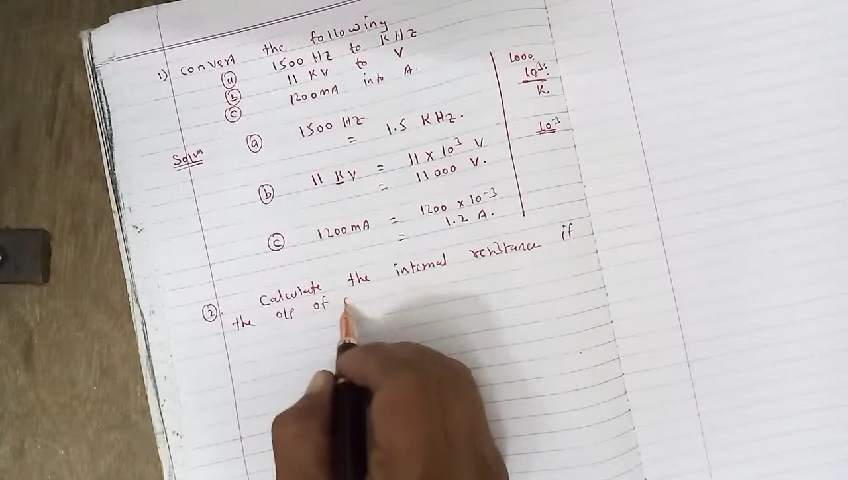 1) Convert the following
(a) 1500 HZ to KHZ
(b) 11 KV to V
(c) 1200mA into A.
Soln (a) 1500 HZ
= 1.5 KHZ.
(b) 11 KV = 11 x 10³ V
= 11000 V.
(c) 1200mA = 1200 x 10⁻³
= 1.2 A.
1000
10³:
K.
10⁻³
(2). Calculate the internal resistance if
the of